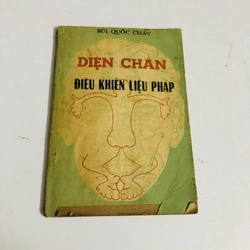 BÙI QUỐC CHÂU
DIỆN CHẨN
ĐIỀU KHIỂN LIỆU PHÁP